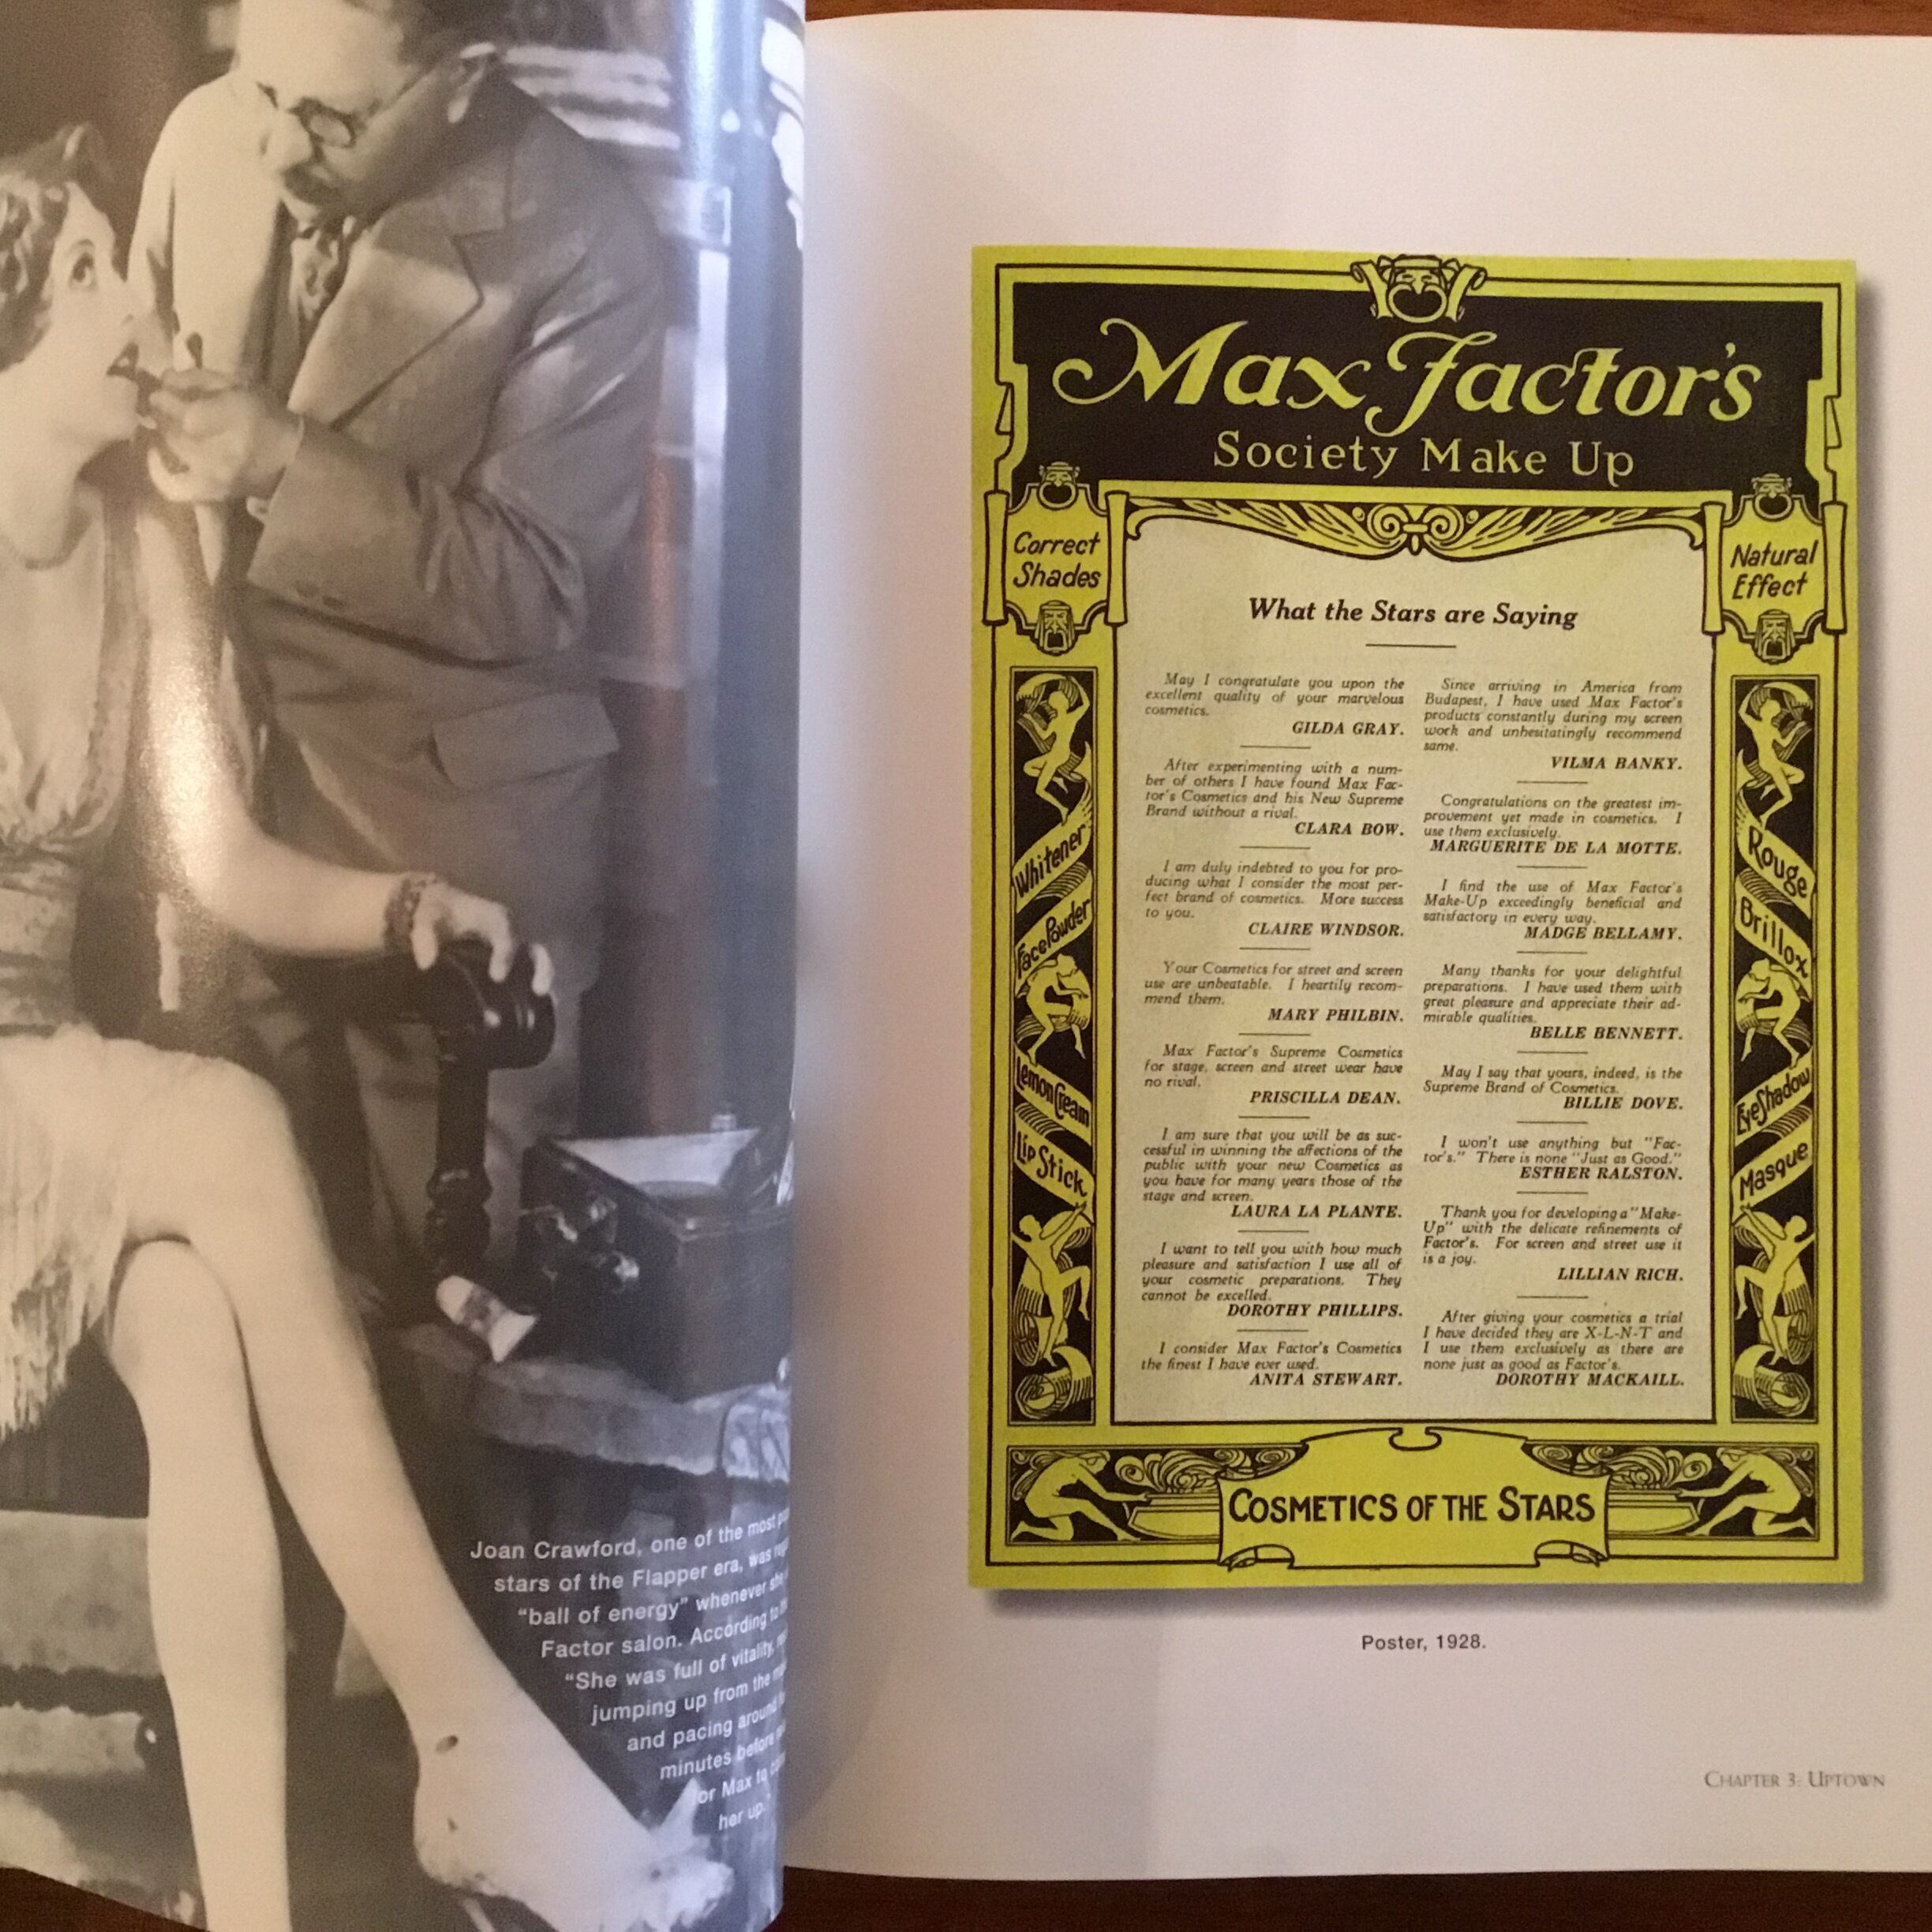 Joan Crawford, one of the most
stars of the Flapper era, was
“ball of energy” whenever she
Factor salon. According to
“She was full of vitality,
jumping up from the
and pacing around
minutes before
or Max to
her up.”
Max Factor's
Society Make Up
Correct
Shades
Natural
Effect
What the Stars are Saying
May I congratulate you upon the
excellent quality of your marvelous
cosmetics.
GILDA GRAY.
After experimenting with a num-
ber of others I have found Max Fac-
tor's Cosmetics and his New Supreme
Brand without a rival.
CLARA BOW.
I am duly indebted to you for pro-
ducing what I consider the most per-
fect brand of cosmetics. More success
to you.
CLAIRE WINDSOR.
Your Cosmetics for street and screen
use are unbeatable. I heartily recom-
mend them.
MARY PHILBIN.
Max Factor's Supreme Cosmetics
for stage, screen and street wear have
no rival.
PRISCILLA DEAN.
I am sure that you will be as suc-
cessful in winning the affections of the
public with your new Cosmetics as
you have for many years those of the
stage and screen.
LAURA LA PLANTE.
I want to tell you with how much
pleasure and satisfaction I use all of
your cosmetic preparations. They
cannot be excelled.
DOROTHY PHILLIPS.
I consider Max Factor's Cosmetics
the finest I have ever used.
ANITA STEWART.
Since arriving in America from
Budapest, I have used Max Factor's
products constantly during my screen
work and unhesitatingly recommend
same.
VILMA BANKY.
Congratulations on the greatest im-
provement yet made in cosmetics. I
use them exclusively.
MARGUERITE DE LA MOTTE.
I find the use of Max Factor's
Make-Up exceedingly beneficial and
satisfactory in every way.
MADGE BELLAMY.
Many thanks for your delightful
preparations. I have used them with
great pleasure and appreciate their ad-
mirable qualities.
BELLE BENNETT.
May I say that yours, indeed, is the
Supreme Brand of Cosmetics.
BILLIE DOVE.
I won't use anything but "Fac-
tor's." There is none "Just as Good."
ESTHER RALSTON.
Thank you for developing a "Make-
Up" with the delicate refinements of
Factor's. For screen and street use it
is a joy.
LILLIAN RICH.
After giving your cosmetics a trial
I have decided they are X-L-N-T and
I use them exclusively as there are
none just as good as Factor's.
DOROTHY MACKAILL.
Whitener
Face Powder
Lemon Cream
Lip Stick
Rouge
Brillox
Eye Shadow
Masque
COSMETICS OF THE STARS
Poster, 1928.
CHAPTER 3: UPTOWN